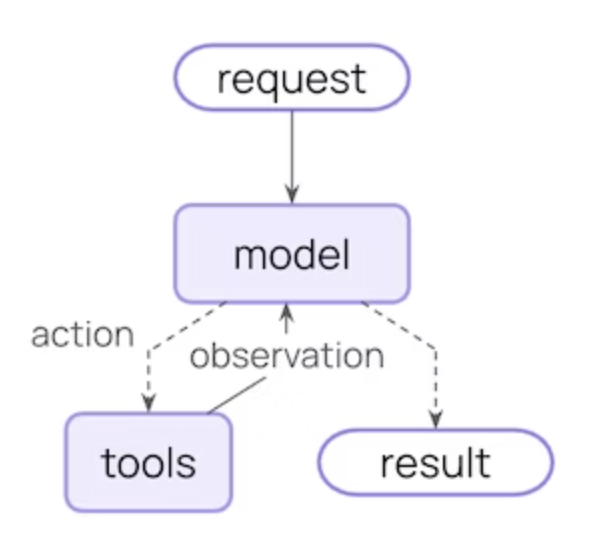 request
model
action
observation
tools
result